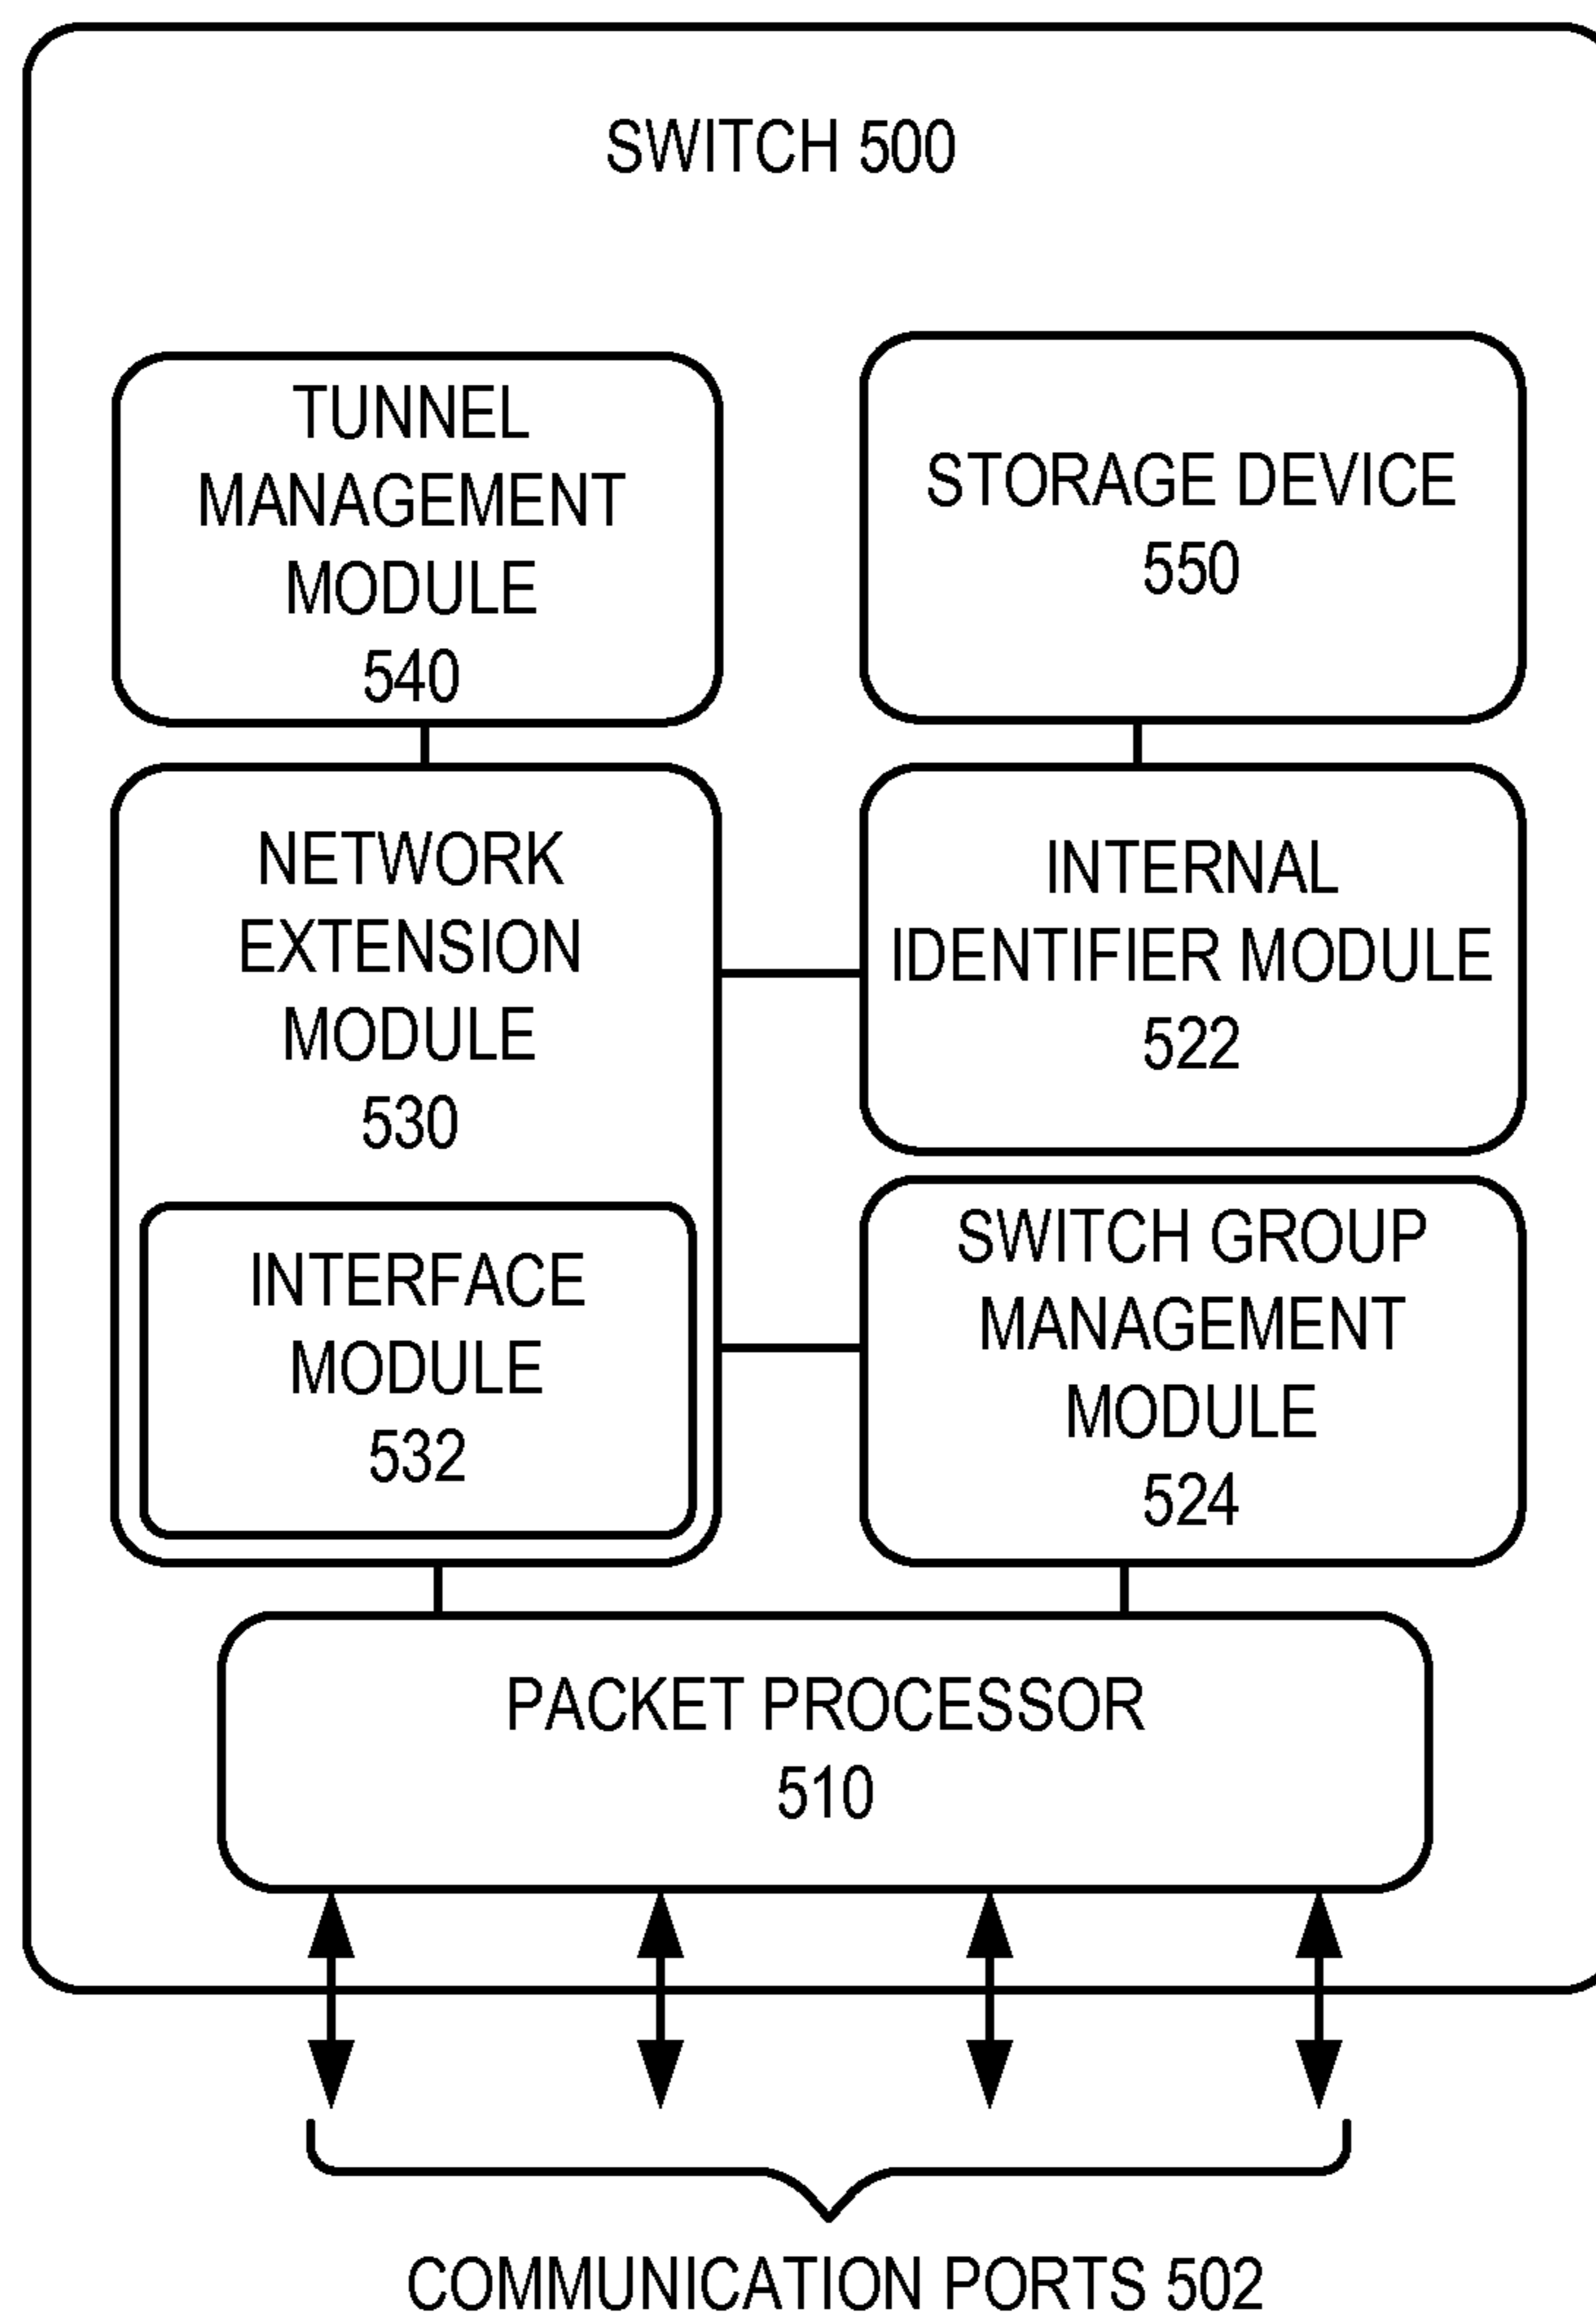 SWITCH 500
TUNNEL
MANAGEMENT
MODULE
540
STORAGE DEVICE
550
NETWORK
EXTENSION
MODULE
530
INTERNAL
IDENTIFIER MODULE
522
INTERFACE
MODULE
532
SWITCH GROUP
MANAGEMENT
MODULE
524
PACKET PROCESSOR
510
COMMUNICATION PORTS 502